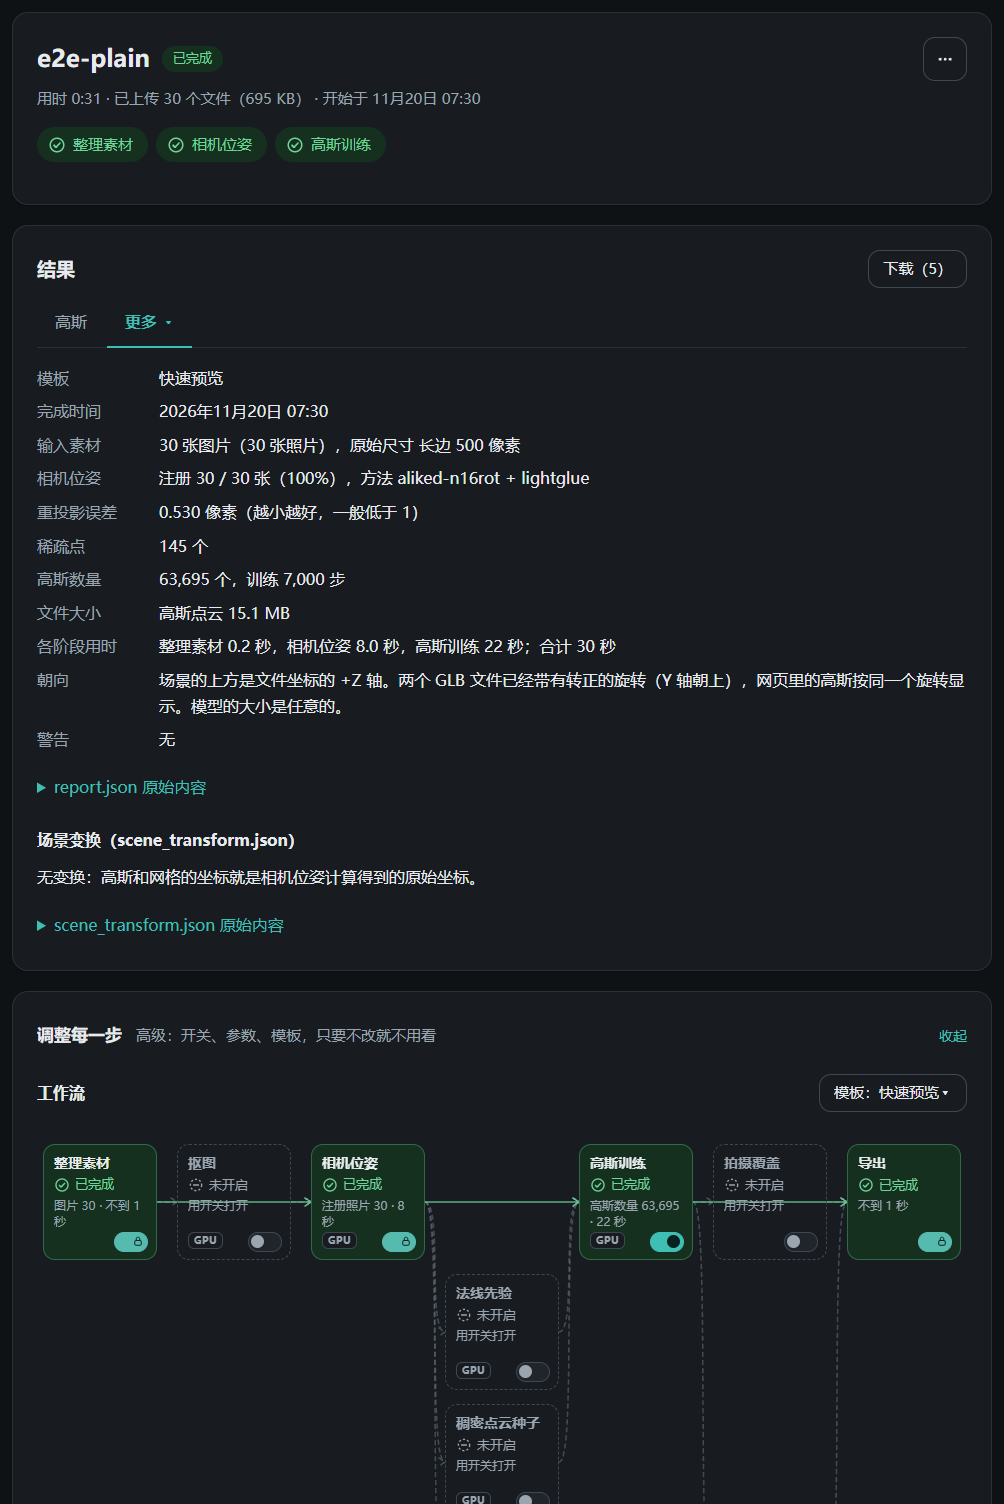 e2e-plain 已完成
···
用时 0:31 · 已上传 30 个文件（695 KB） · 开始于 11月20日 07:30
整理素材 相机位姿 高斯训练
结果
下载（5）
高斯 更多
模板 快速预览
完成时间 2026年11月20日 07:30
输入素材 30 张图片（30 张照片），原始尺寸 长边 500 像素
相机位姿 注册 30 / 30 张（100%），方法 aliked-n16rot + lightglue
重投影误差 0.530 像素（越小越好，一般低于 1）
稀疏点 145 个
高斯数量 63,695 个，训练 7,000 步
文件大小 高斯点云 15.1 MB
各阶段用时 整理素材 0.2 秒，相机位姿 8.0 秒，高斯训练 22 秒；合计 30 秒
朝向 场景的上方是文件坐标的 +Z 轴。两个 GLB 文件已经带有转正的旋转（Y 轴朝上），网页里的高斯按同一个旋转显
示。模型的大小是任意的。
警告 无
report.json 原始内容
场景变换（scene_transform.json）
无变换：高斯和网格的坐标就是相机位姿计算得到的原始坐标。
scene_transform.json 原始内容
调整每一步 高级：开关、参数、模板，只要不改就不用看
收起
工作流
模板：快速预览
整理素材
已完成
图片 30 · 不到 1
秒
抠图
未开启
用开关打开
GPU
相机位姿
已完成
注册照片 30 · 8
秒
GPU
高斯训练
已完成
高斯数量 63,695
· 22 秒
GPU
拍摄覆盖
未开启
用开关打开
导出
已完成
不到 1 秒
法线先验
未开启
用开关打开
GPU
稠密点云种子
未开启
用开关打开
GPU